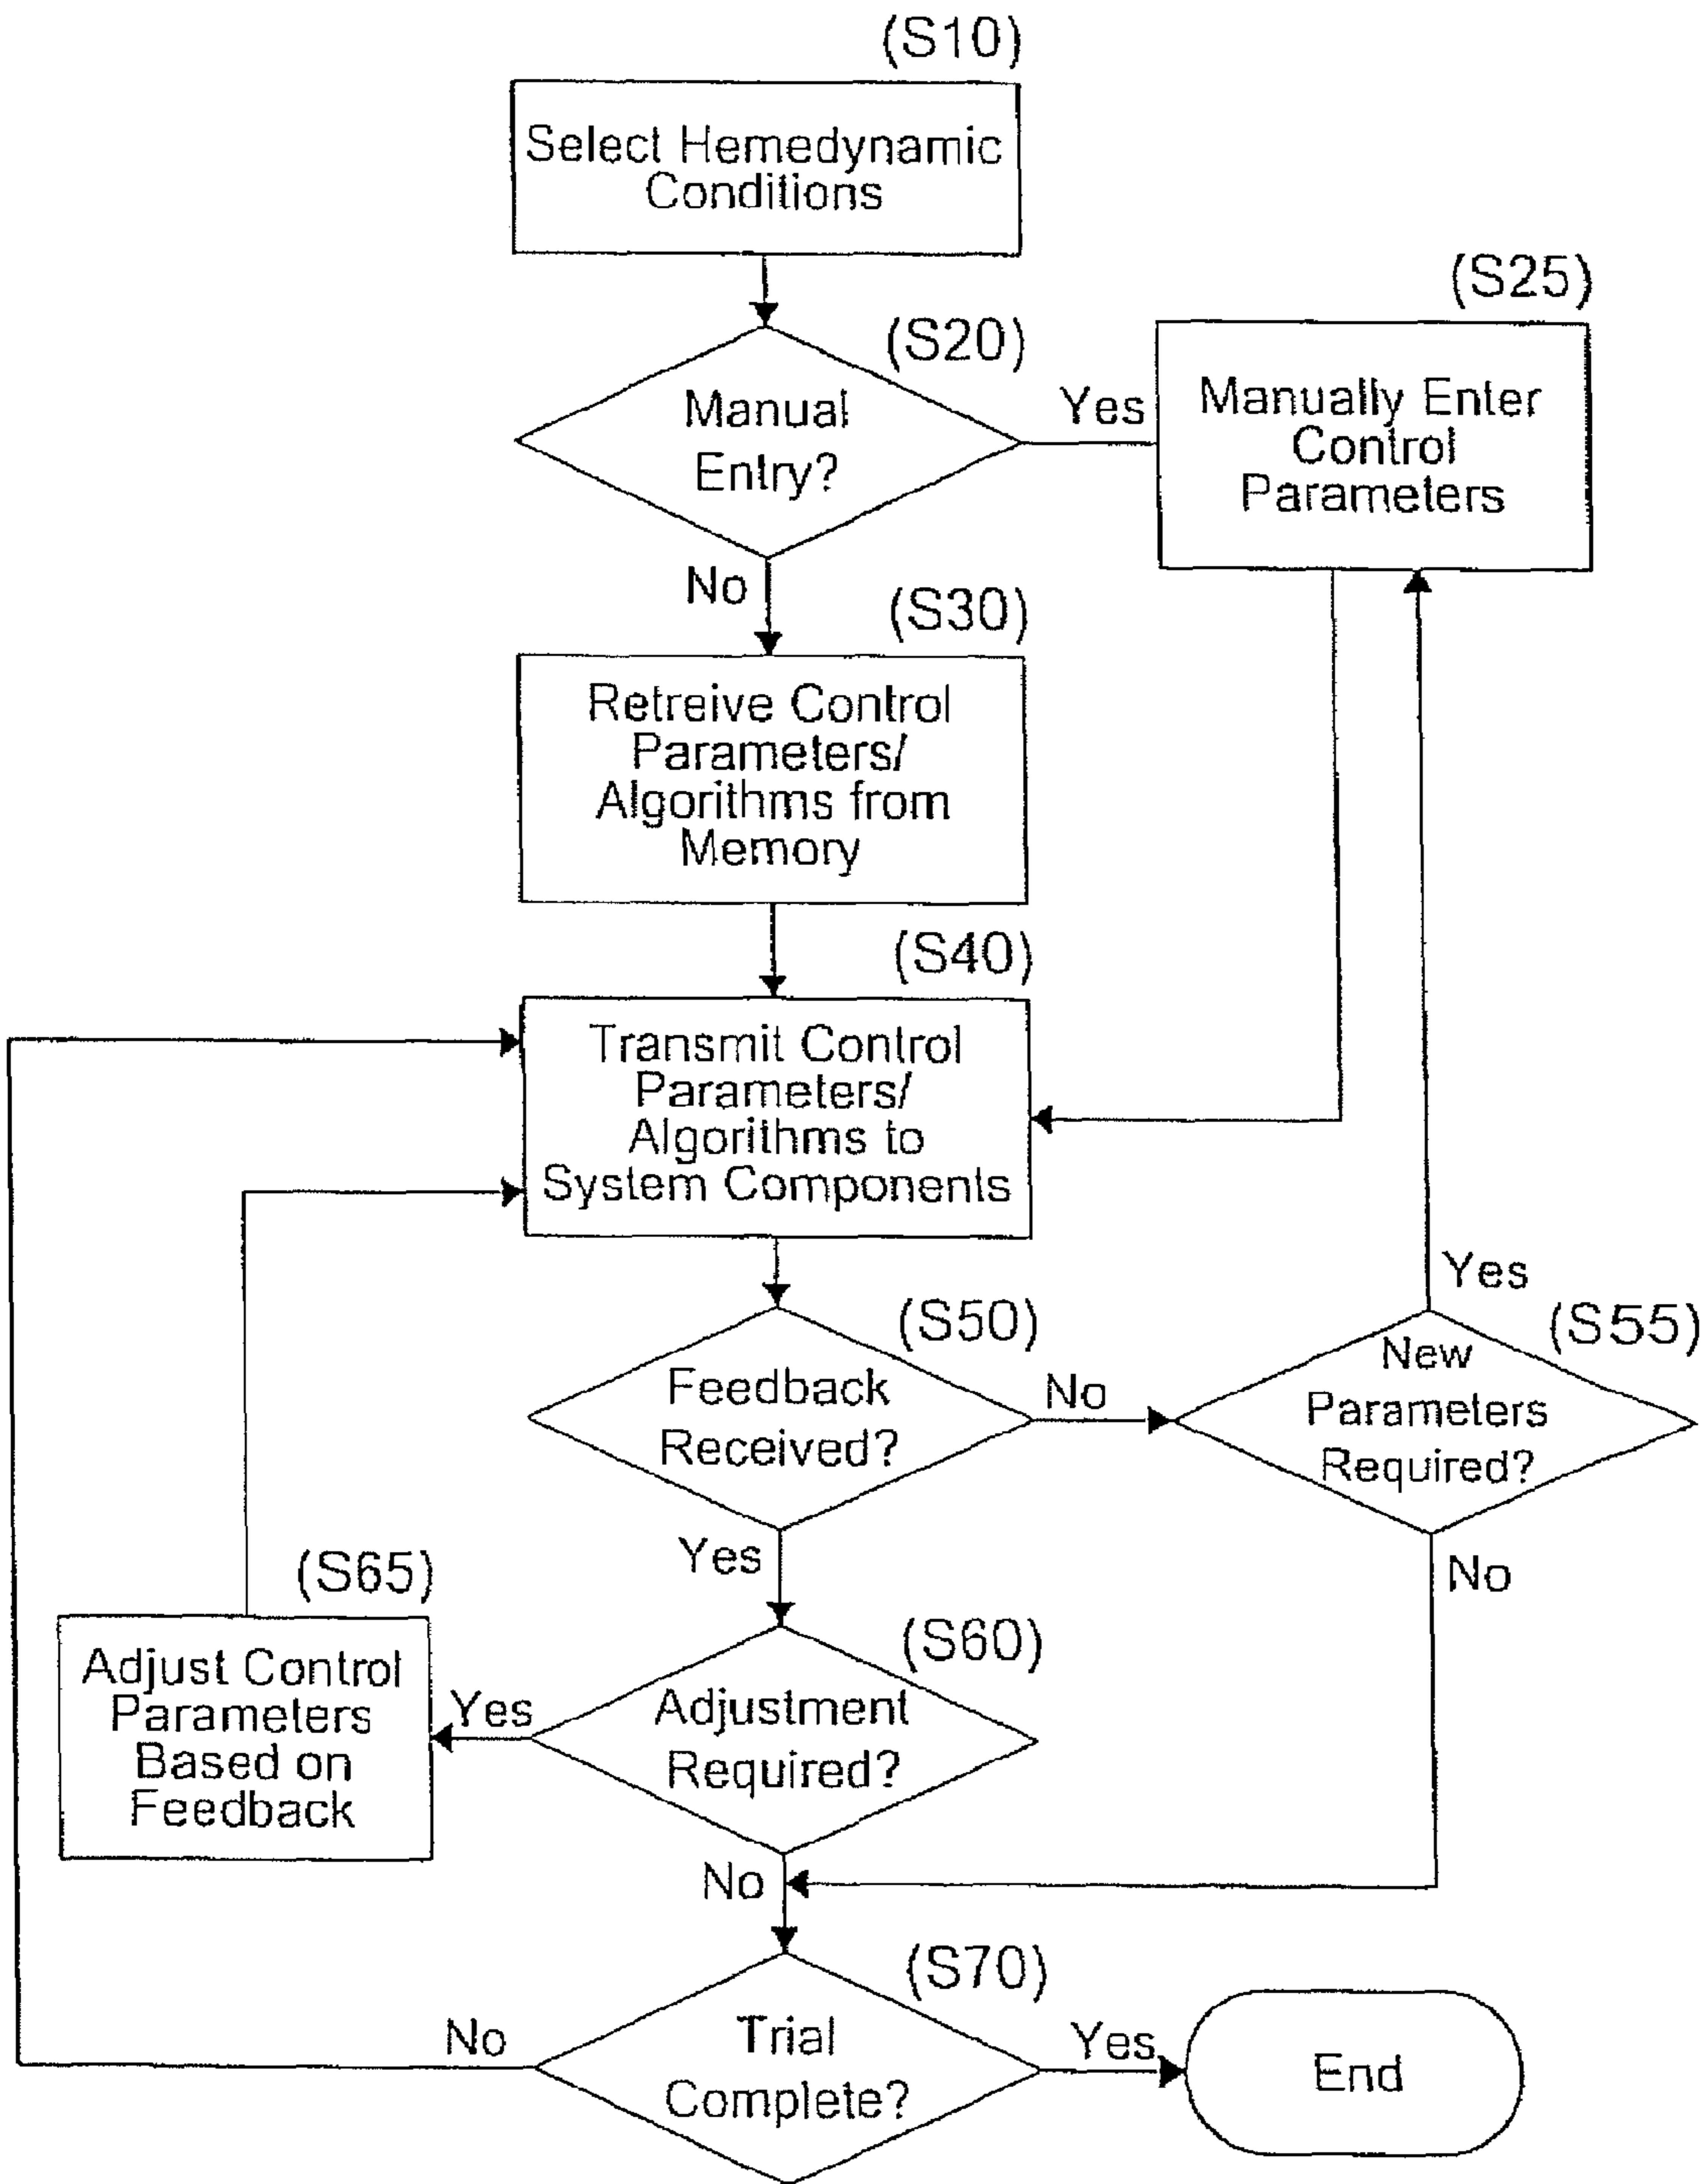 (S10)
Select Hemedynamic
Conditions
(S20)
Manual
Entry?
Yes
(S25)
Manually Enter
Control
Parameters
No
(S30)
Retreive Control
Parameters/
Algorithms from
Memory
(S40)
Transmit Control
Parameters/
Algorithms to
System Components
(S50)
Feedback
Received?
No
Yes
(S55)
New
Parameters
Required?
Yes
No
(S60)
Adjustment
Required?
Yes
(S65)
Adjust Control
Parameters
Based on
Feedback
No
(S70)
Trial
Complete?
No
Yes
End